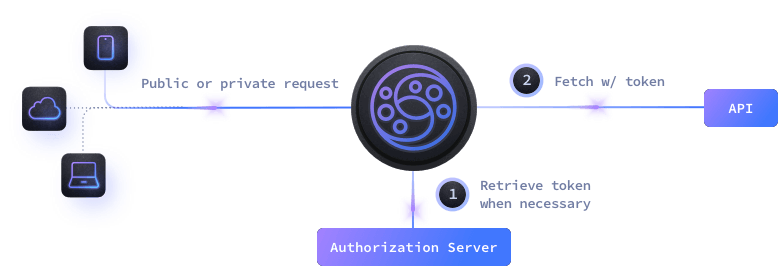 Public or private request
2
Fetch w/ token
API
1
Retrieve token
when necessary
Authorization Server